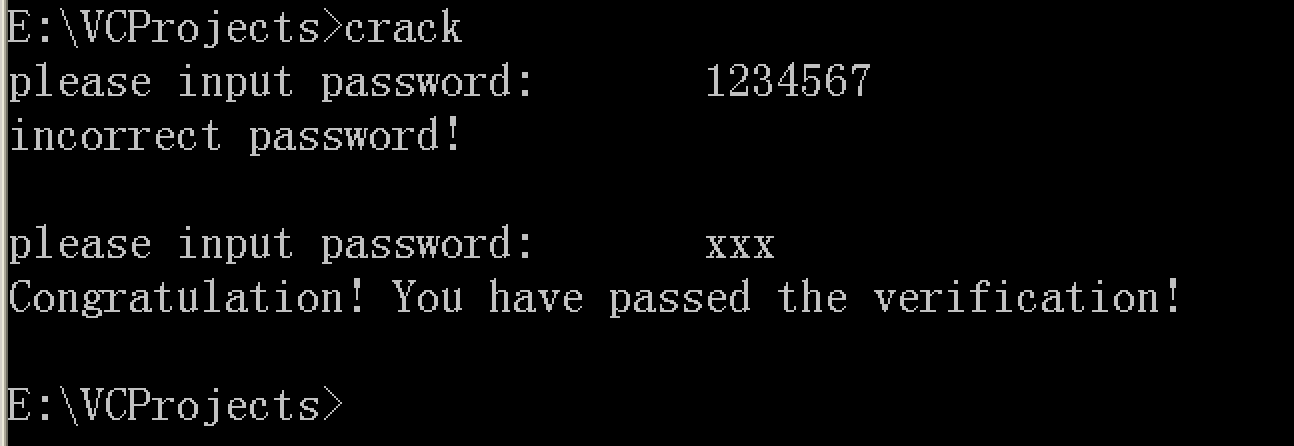 E:\VCProjects>crack
please input password:       1234567
incorrect password!
please input password:       xxx
Congratulation! You have passed the verification!
E:\VCProjects>